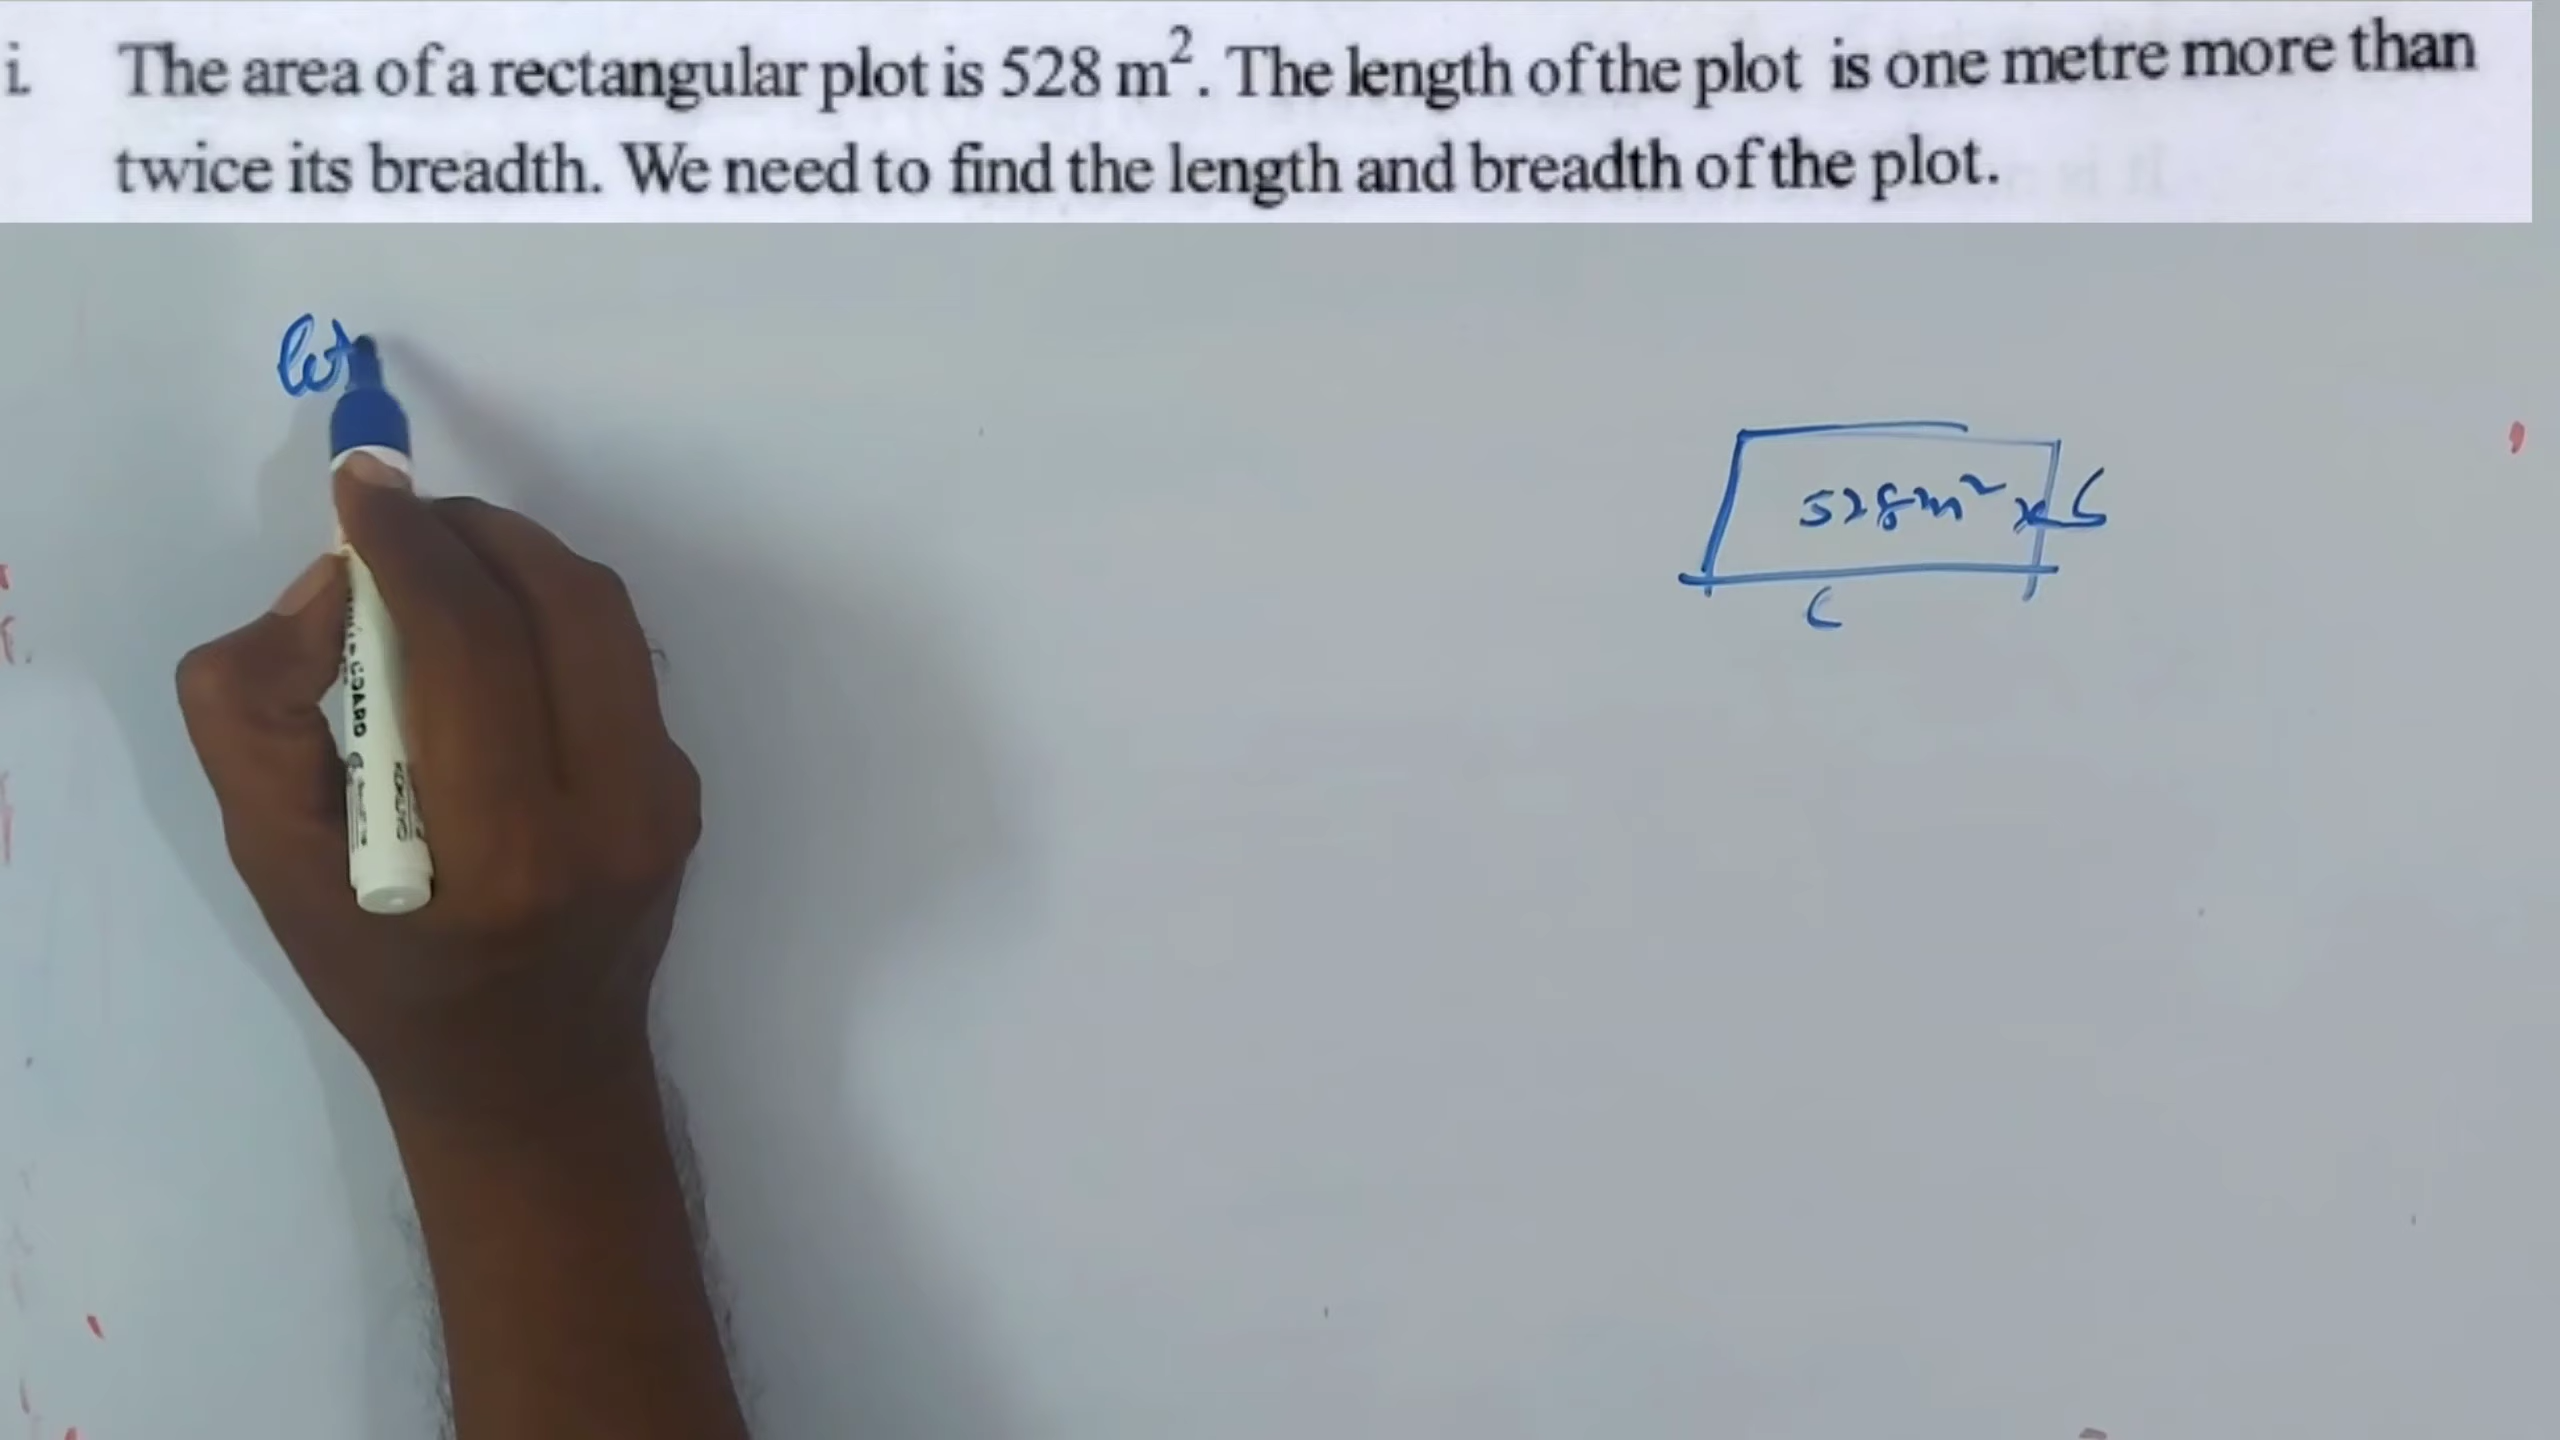 i. The area of a rectangular plot is 528 m². The length of the plot is one metre more than
twice its breadth. We need to find the length and breadth of the plot.
let
528m² x